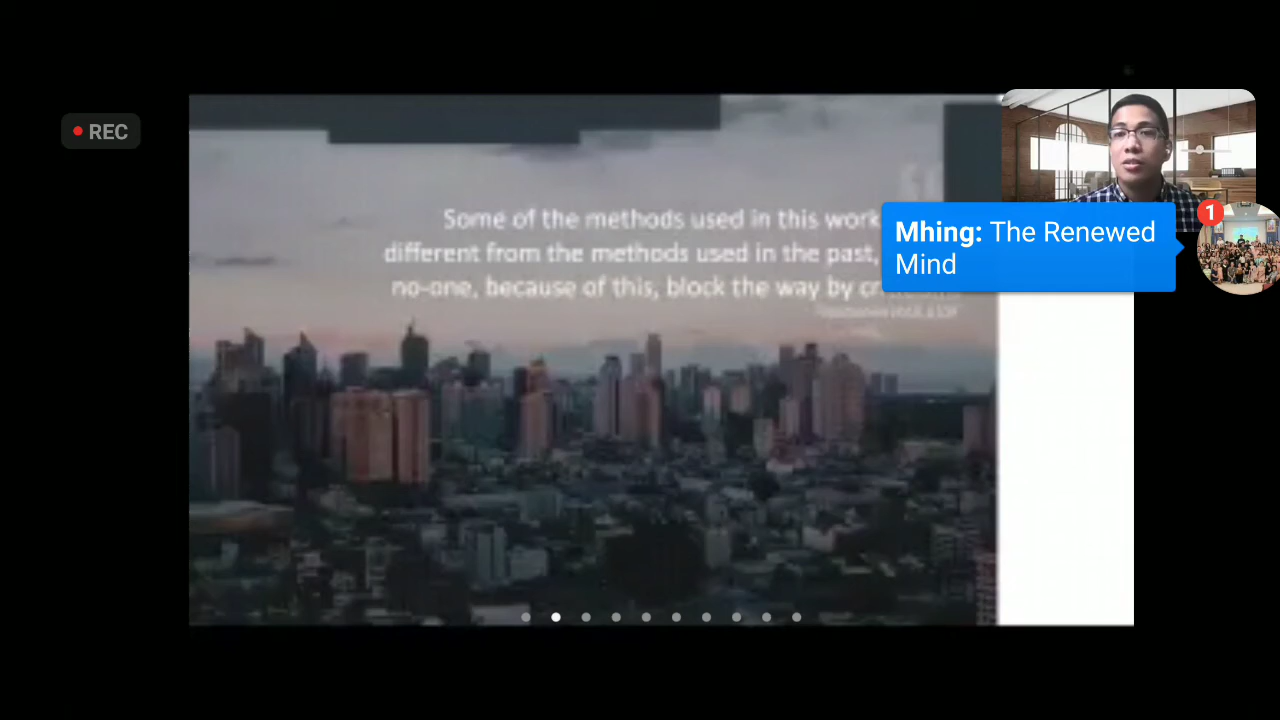 REC
Some of the methods used in this work
different from the methods used in the past,
no-one, because of this, block the way by
1
Mhing: The Renewed
Mind